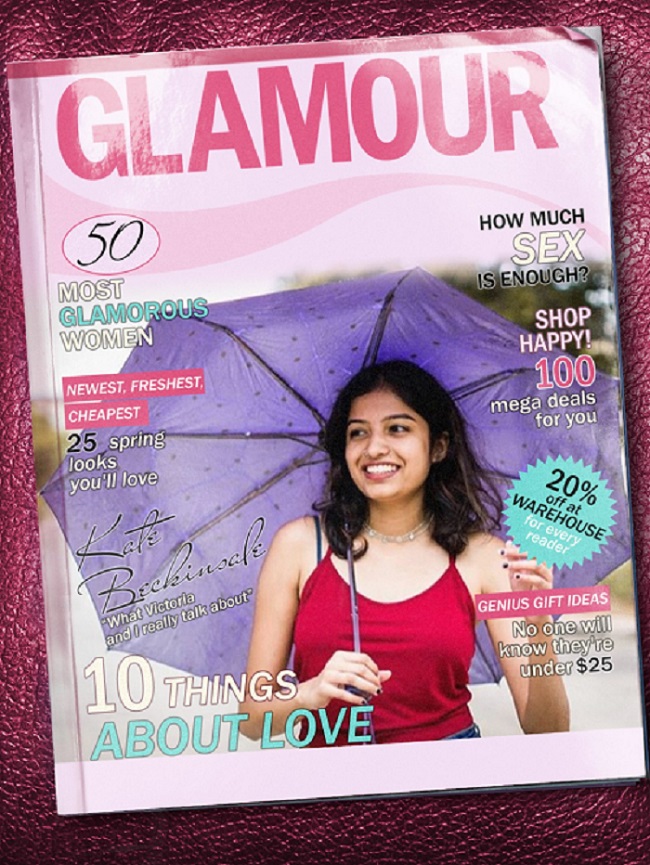 GLAMOUR
50
MOST
GLAMOROUS
WOMEN
NEWEST, FRESHEST,
CHEAPEST
25 spring
looks
you'll love
Kate
Beckinsale
"What Victoria
and I really talk about"
10 THINGS
ABOUT LOVE
HOW MUCH
SEX
IS ENOUGH?
SHOP
HAPPY!
100
mega deals
for you
20%
off at
WAREHOUSE
for every
reader
GENIUS GIFT IDEAS
No one will
know they're
under $25